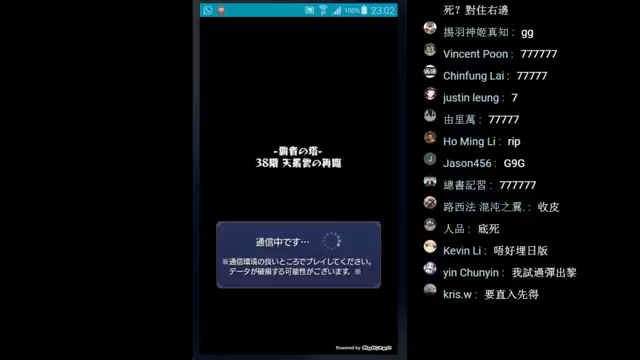 100% 23:02
-覇者の塔-
38階 天叢雲の再臨
通信中です…
※通信環境の良いところでプレイしてください。
データが破損する可能性がございます。※
Powered by
死? 對住右邊
揚羽神姬真知 : gg
Vincent Poon : 777777
Chinfung Lai : 77777
justin leung : 7
由里萬 : 77777
Ho Ming Li : rip
Jason456 : G9G
總書記習 : 777777
路西法 混沌之翼. : 收皮
人品 : 底死
Kevin Li : 唔好埋日版
yin Chunyin : 我試過彈出黎
kris.w : 要直入先得